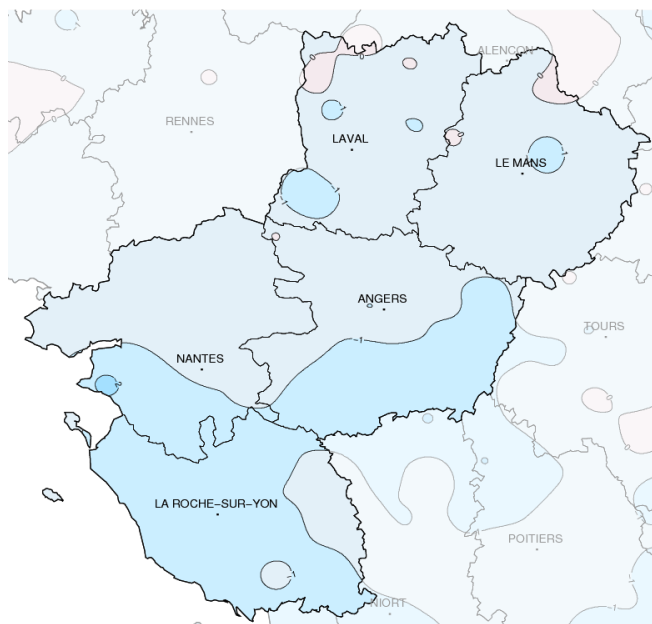 ALENCON
RENNES
LAVAL
LE MANS
ANGERS
TOURS
NANTES
LA ROCHE-SUR-YON
POITIERS
NIORT